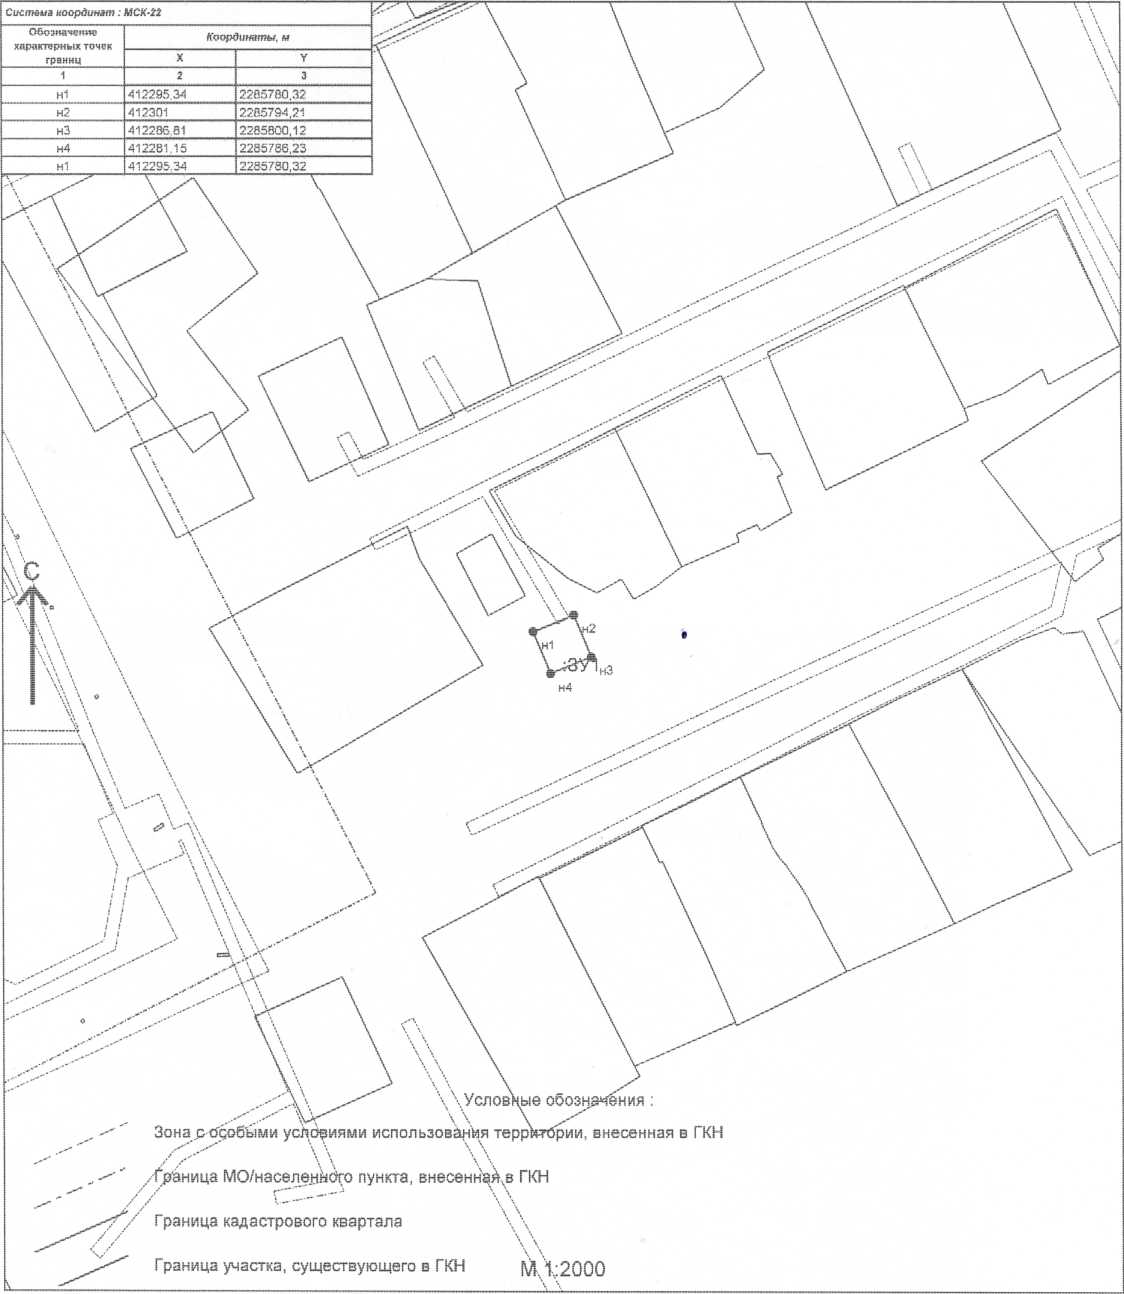 Система координат : МСК-22
Обозначение характерных точек границ
Координаты, м
X Y
1 2 3
н1 412295,34 2285780,32
н2 412301 2285794,21
н3 412286,81 2285800,12
н4 412281,15 2285786,23
н1 412295,34 2285780,32
С
н2
н1
:ЗУ1
н3
н4
Условные обозначения :
Зона с особыми условиями использования территории, внесенная в ГКН
Граница МО/населенного пункта, внесенная в ГКН
Граница кадастрового квартала
Граница участка, существующего в ГКН
М 1:2000